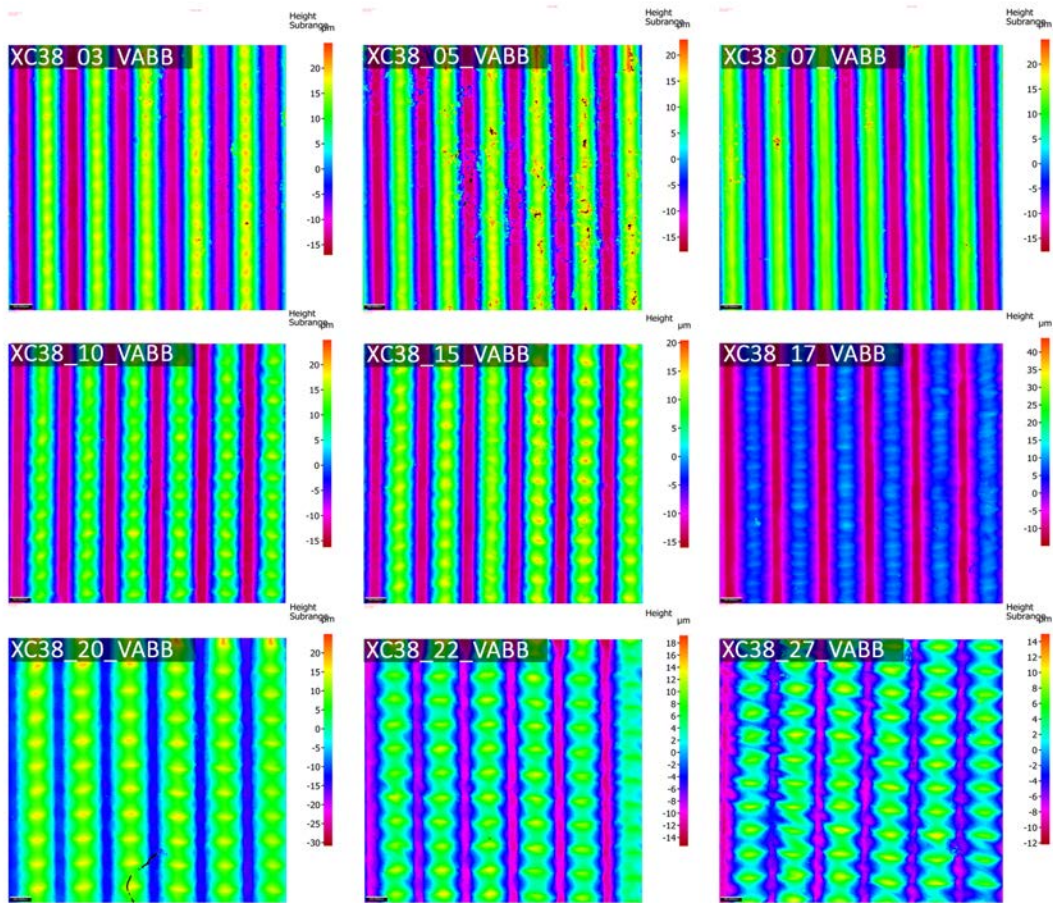 Height
Subrange
µm
XC38_03_VABB
20
15
10
5
0
-5
-10
-15
Height
Subrange
µm
XC38_05_VABB
20
15
10
5
0
-5
-10
-15
Height
Subrange
µm
XC38_07_VABB
20
15
10
5
0
-5
-10
-15
Height
Subrange
µm
XC38_10_VABB
20
15
10
5
0
-5
-10
-15
Height
µm
XC38_15_VABB
20
15
10
5
0
-5
-10
-15
Height
µm
XC38_17_VABB
40
35
30
25
20
15
10
5
0
-5
-10
Height
Subrange
µm
XC38_20_VABB
20
15
10
5
0
-5
-10
-15
-20
-25
-30
Height
µm
XC38_22_VABB
18
16
14
12
10
8
6
4
2
0
-2
-4
-6
-8
-10
-12
-14
Height
µm
XC38_27_VABB
14
12
10
8
6
4
2
0
-2
-4
-6
-8
-10
-12